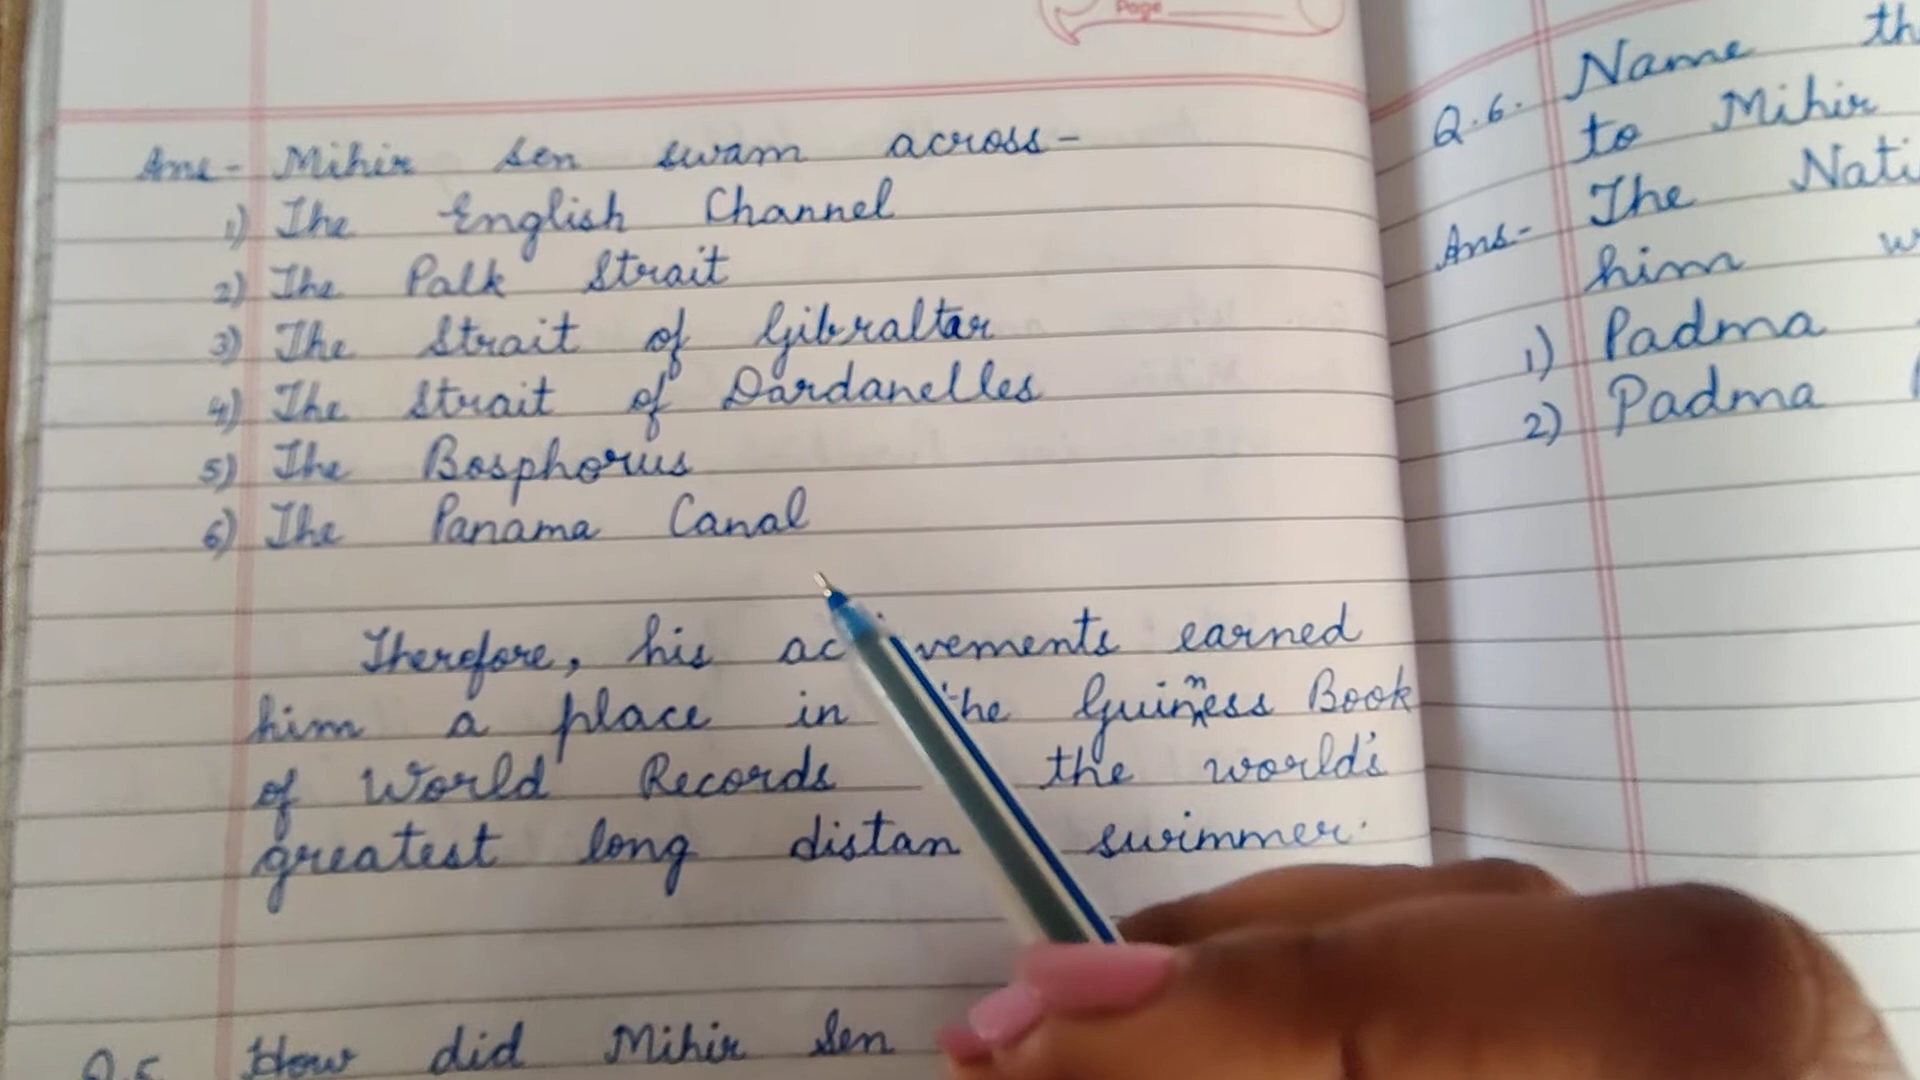 Page
Ans- Mihir Sen swam across-
1) The English Channel
2) The Palk Strait
3) The Strait of Gibraltar
4) The Strait of Dardanelles
5) The Bosphorus
6) The Panama Canal
Therefore, his ac vements earned
him a place in the Guinness Book
of World Records the world's
greatest long distan swimmer.
Q.5. How did Mihir Sen
Q.6. Name th
to Mihir
Ans- The Nati
him w
1) Padma
2) Padma